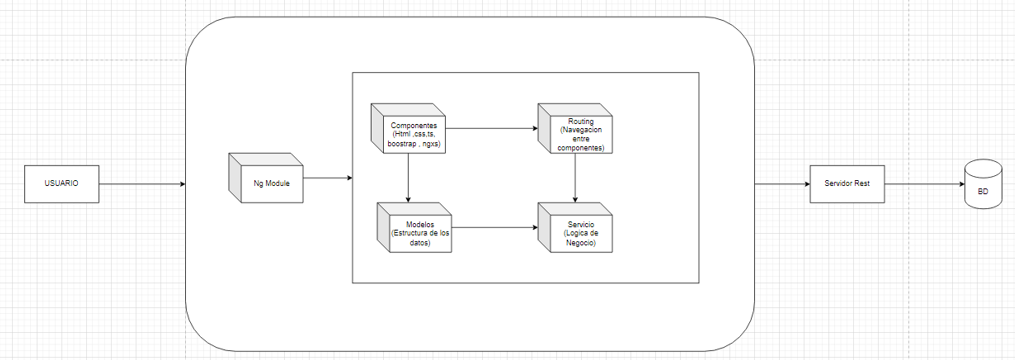 Componentes
(Html ,css,ts,
boostrap , ngxs)
Routing
(Navegacion
entre
componentes)
USUARIO
Ng Module
Servidor Rest
BD
Modelos
(Estructura de los
datos)
Servicio
(Logica de
Negocio)